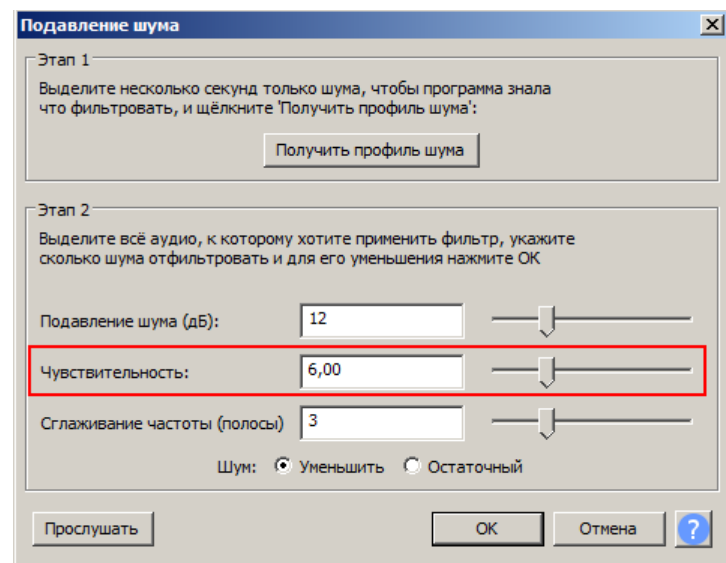 Подавление шума
Этап 1
Выделите несколько секунд только шума, чтобы программа знала
что фильтровать, и щёлкните 'Получить профиль шума':
Получить профиль шума
Этап 2
Выделите всё аудио, к которому хотите применить фильтр, укажите
сколько шума отфильтровать и для его уменьшения нажмите ОК
Подавление шума (дБ): 12
Чувствительность: 6,00
Сглаживание частоты (полосы) 3
Шум: Уменьшить Остаточный
Прослушать ОК Отмена ?